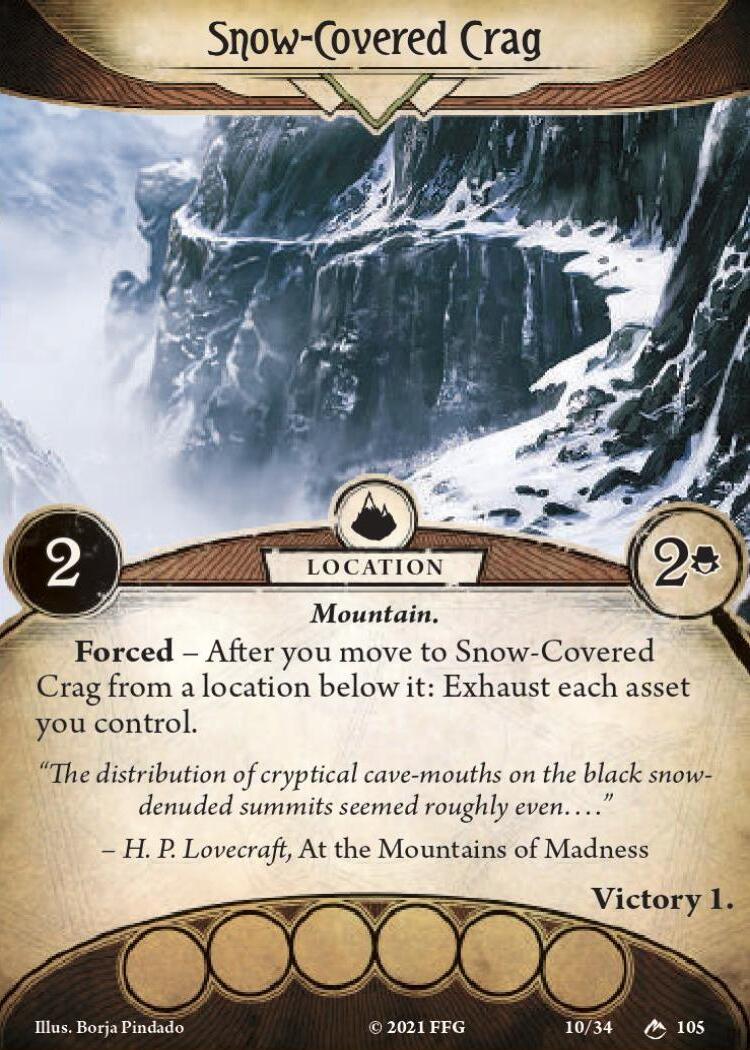 Snow-Covered Crag
2
2
LOCATION
Mountain.
Forced – After you move to Snow-Covered
Crag from a location below it: Exhaust each asset
you control.
“The distribution of cryptical cave-mouths on the black snow-
denuded summits seemed roughly even. . . .”
– H. P. Lovecraft, At the Mountains of Madness
Victory 1.
Illus. Borja Pindado
© 2021 FFG
10/34
105